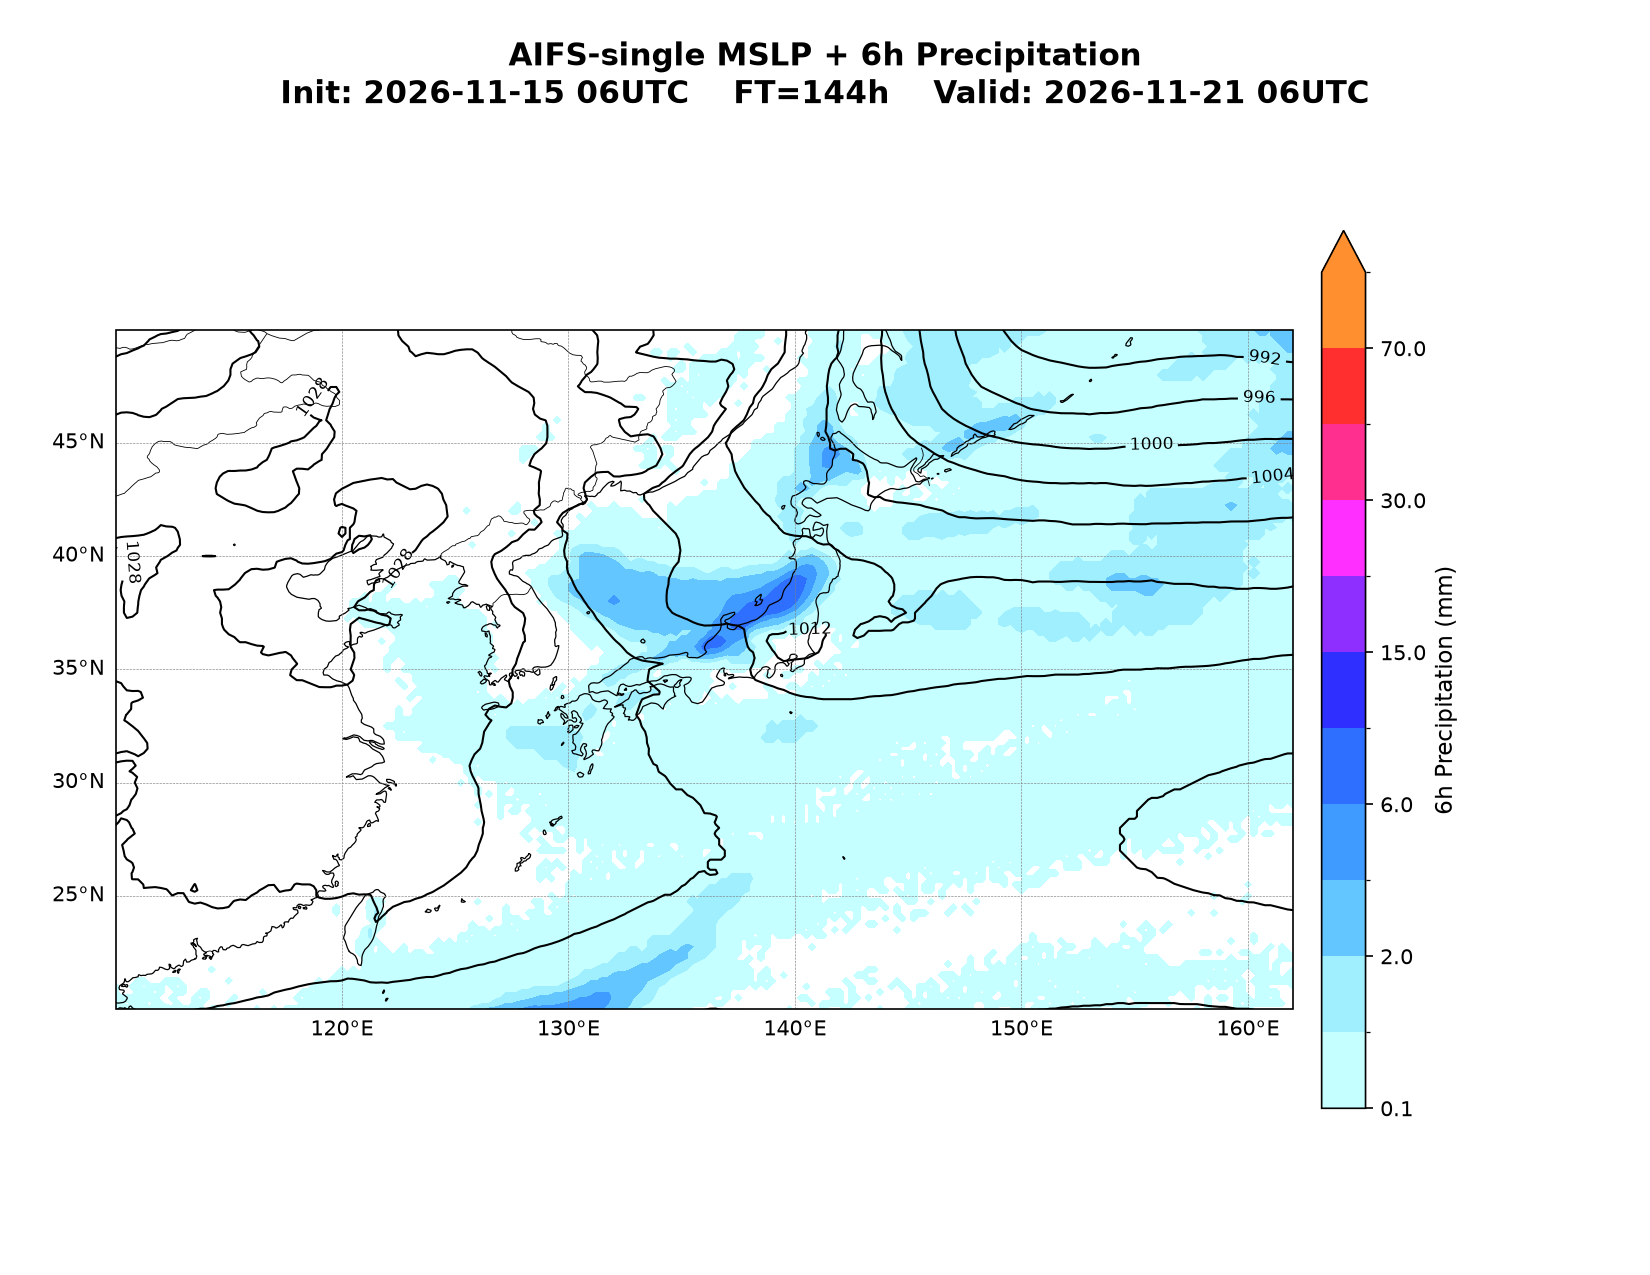 AIFS-single MSLP + 6h Precipitation
Init: 2026-11-15 06UTC    FT=144h    Valid: 2026-11-21 06UTC
70.0
30.0
15.0
6.0
2.0
0.1
6h Precipitation (mm)
45°N
40°N
35°N
30°N
25°N
120°E
130°E
140°E
150°E
160°E
992
996
1000
1004
1012
1028
1028
1028